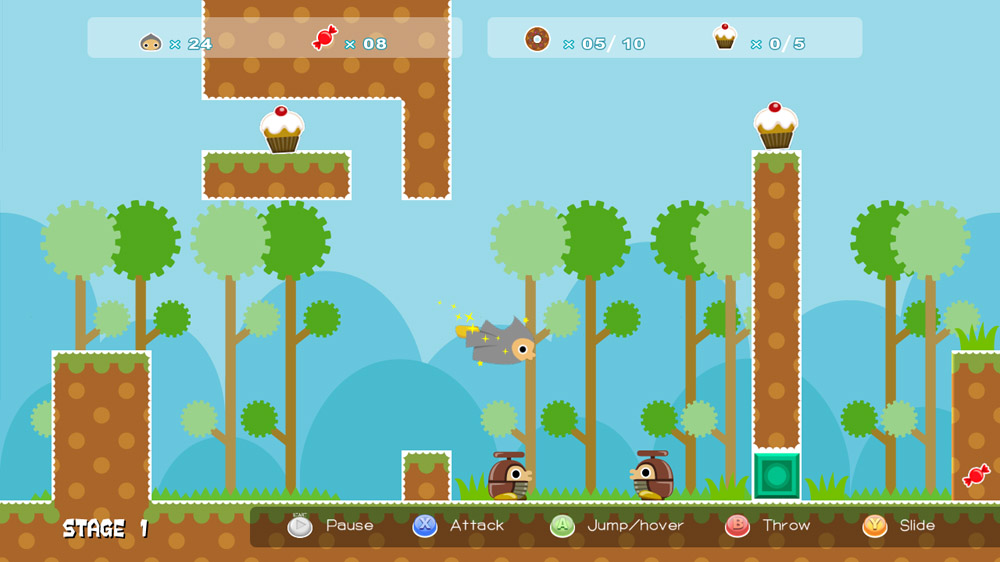 × 24
× 08
× 05/ 10
× 0/5
STAGE 1
START
Pause
X Attack
A Jump/hover
B Throw
Y Slide